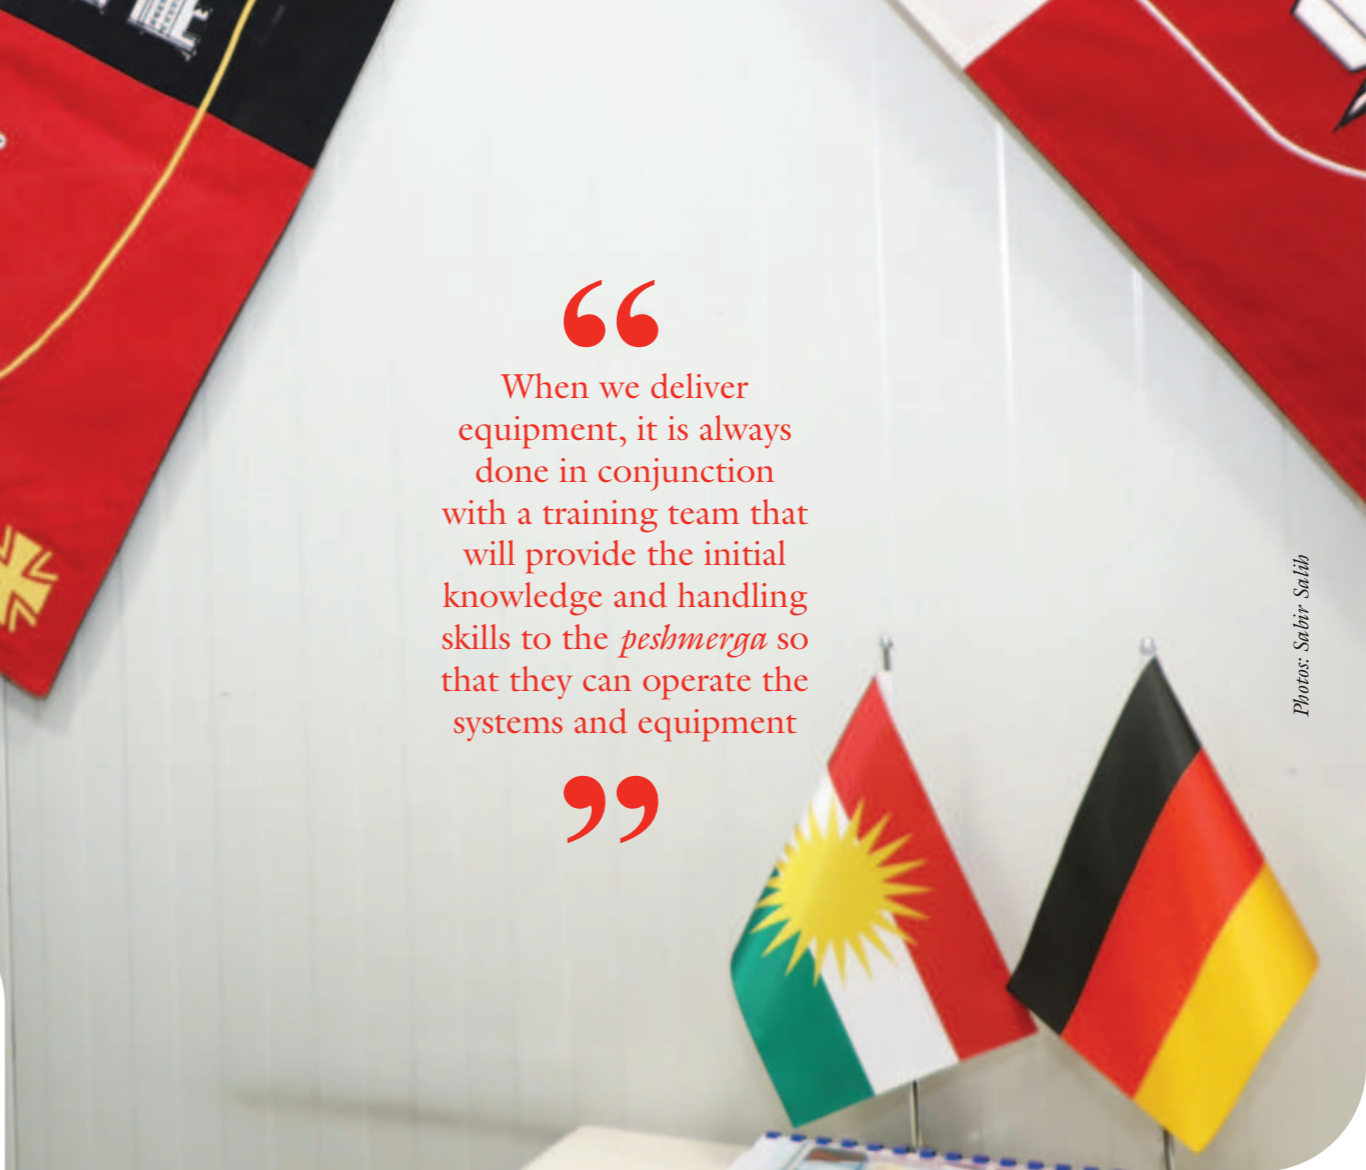 “
When we deliver
equipment, it is always
done in conjunction
with a training team that
will provide the initial
knowledge and handling
skills to the peshmerga so
that they can operate the
systems and equipment
”
Photos: Sabir Salih